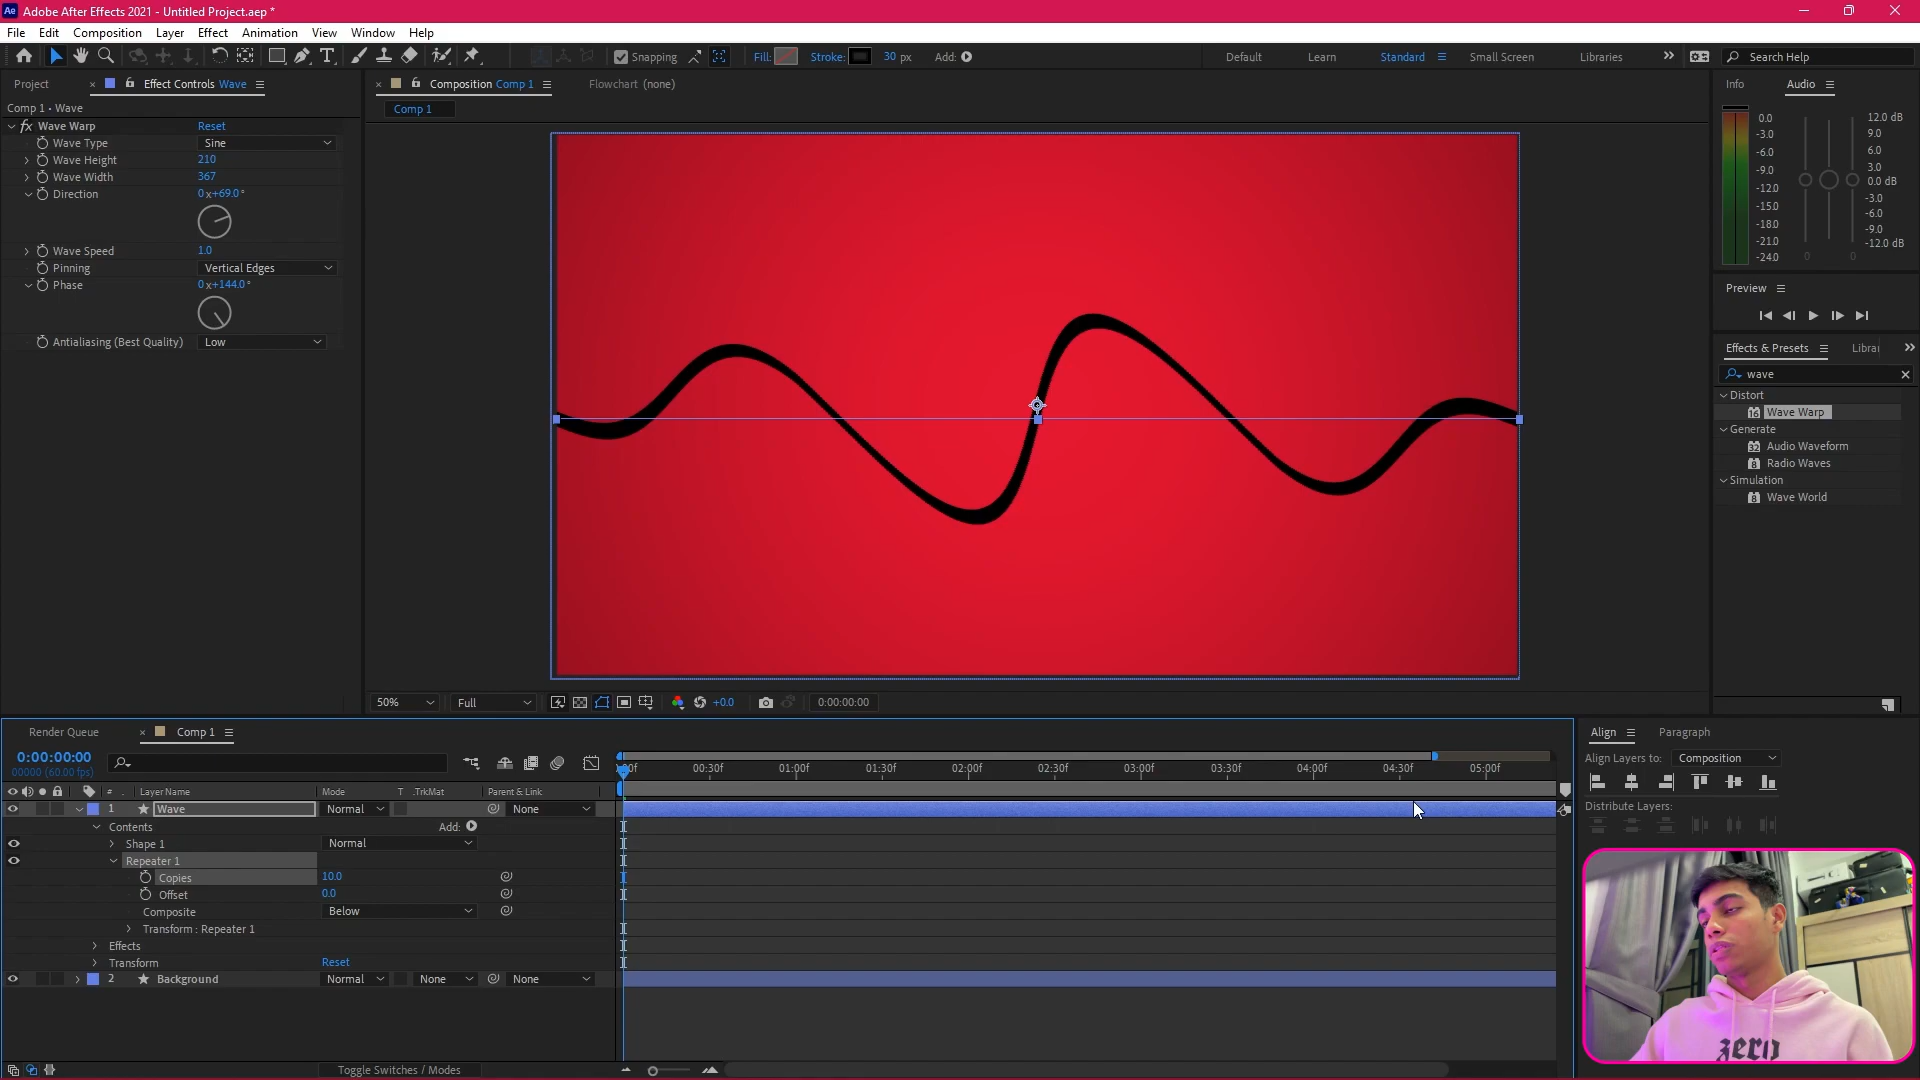 Ae Adobe After Effects 2021 - Untitled Project.aep *
File Edit Composition Layer Effect Animation View Window Help
Snapping Fill: Stroke: 30 px Add: Default Learn Standard Small Screen Libraries Search Help
Project Effect Controls Wave
Comp 1 • Wave
fx Wave Warp Reset
Wave Type Sine
Wave Height 210
Wave Width 367
Direction 0x+69.0°
Wave Speed 1.0
Pinning Vertical Edges
Phase 0x+144.0°
Antialiasing (Best Quality) Low
Composition Comp 1 Flowchart (none)
Comp 1
50% Full +0.0 0:00:00:00
Info Audio
0.0
-3.0
-6.0
-9.0
-12.0
-15.0
-18.0
-21.0
-24.0
0 0
12.0 dB
9.0
6.0
3.0
0.0 dB
-3.0
-6.0
-9.0
-12.0 dB
Preview
Effects & Presets Librar
wave
Distort
Wave Warp
Generate
Audio Waveform
Radio Waves
Simulation
Wave World
Render Queue Comp 1
0:00:00:00
00000 (60.00 fps)
00:30f 01:00f 01:30f 02:00f 02:30f 03:00f 03:30f 04:00f 04:30f 05:00f
# Layer Name Mode T .TrkMat Parent & Link
1 Wave Normal None
Contents Add:
Shape 1 Normal
Repeater 1
Copies 10.0
Offset 0.0
Composite Below
Transform : Repeater 1
Effects
Transform Reset
2 Background Normal None None
Toggle Switches / Modes
Align Paragraph
Align Layers to: Composition
Distribute Layers:
zero